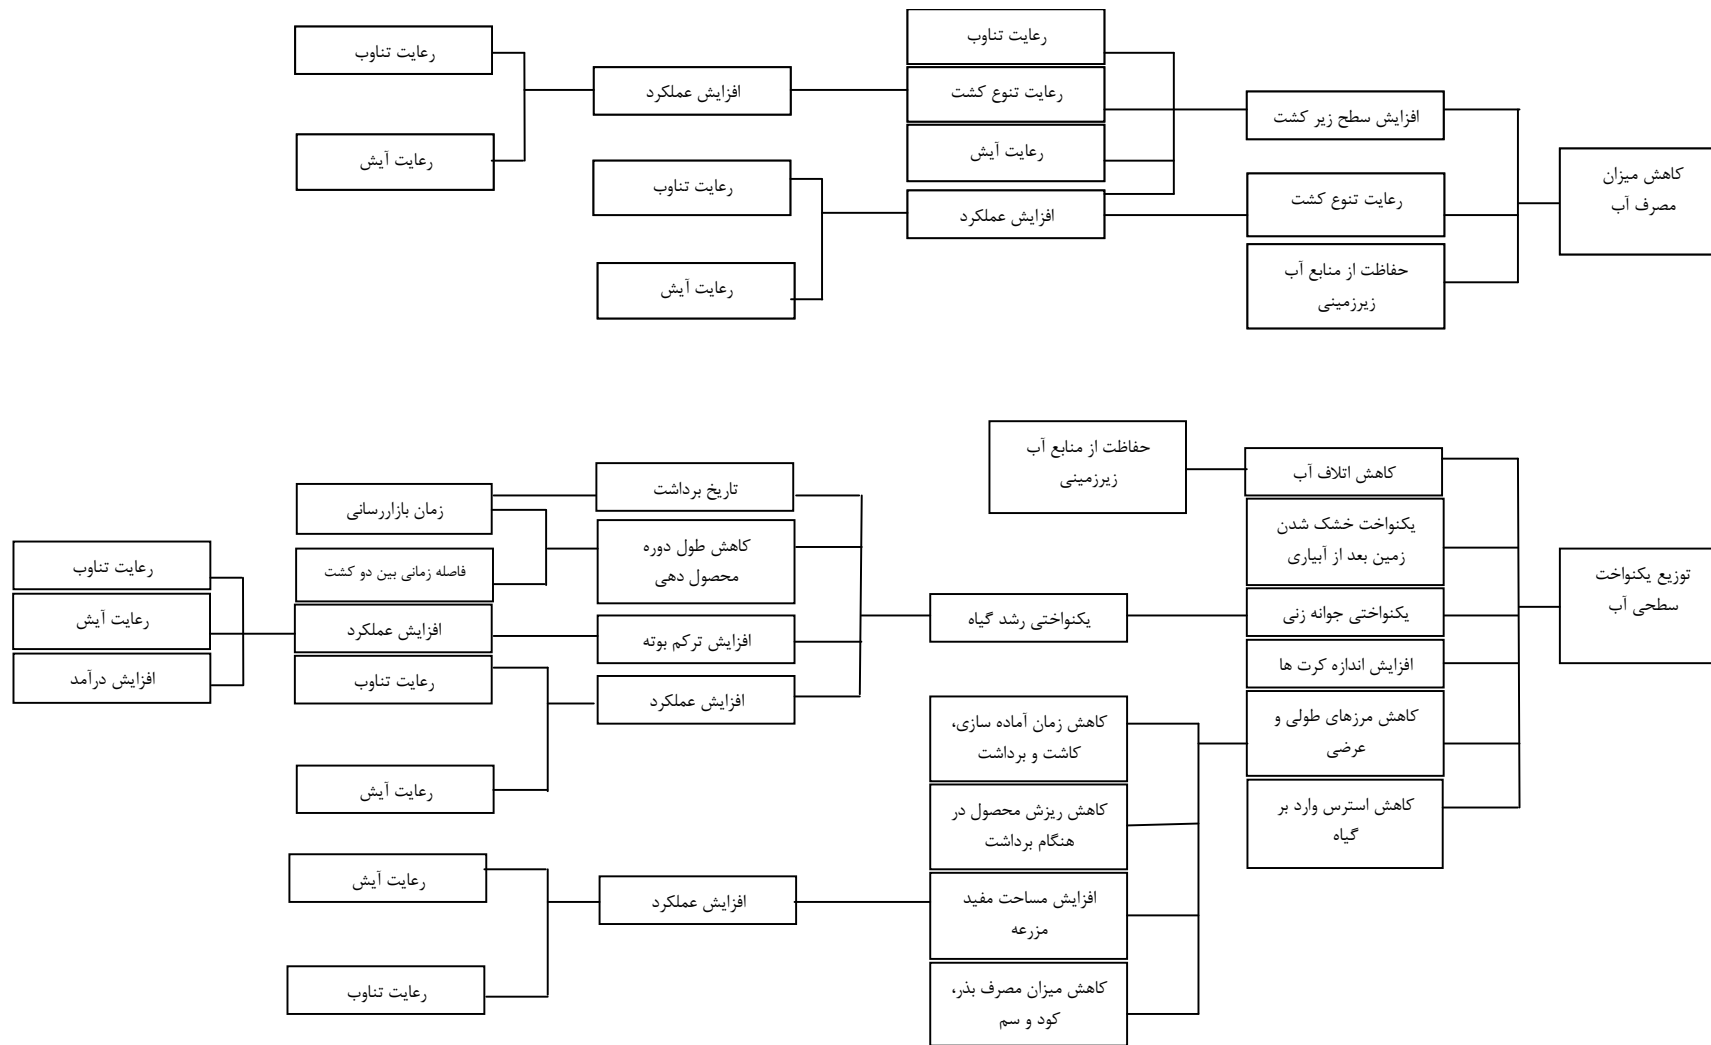 رعایت تناوب
رعایت تناوب
افزایش عملکرد
رعایت تنوع کشت
افزایش سطح زیر کشت
رعایت آیش
رعایت آیش
کاهش میزان
مصرف آب
رعایت تناوب
رعایت تنوع کشت
افزایش عملکرد
حفاظت از منابع آب
زیرزمینی
رعایت آیش
حفاظت از منابع آب
زیرزمینی
کاهش اتلاف آب
تاریخ برداشت
زمان بازاررسانی
یکنواخت خشک شدن
زمین بعد از آبیاری
کاهش طول دوره
محصول دهی
توزیع یکنواخت
سطحی آب
فاصله زمانی بین دو کشت
رعایت تناوب
یکنواختی جوانه زنی
یکنواختی رشد گیاه
افزایش ترکم بوته
افزایش عملکرد
رعایت آیش
افزایش اندازه کرت ها
افزایش عملکرد
رعایت تناوب
افزایش درآمد
کاهش مرزهای طولی و
عرضی
کاهش زمان آماده سازی،
کاشت و برداشت
رعایت آیش
کاهش استرس وارد بر
گیاه
کاهش ریزش محصول در
هنگام برداشت
رعایت آیش
افزایش عملکرد
افزایش مساحت مفید
مزرعه
رعایت تناوب
کاهش میزان مصرف بذر،
کود و سم